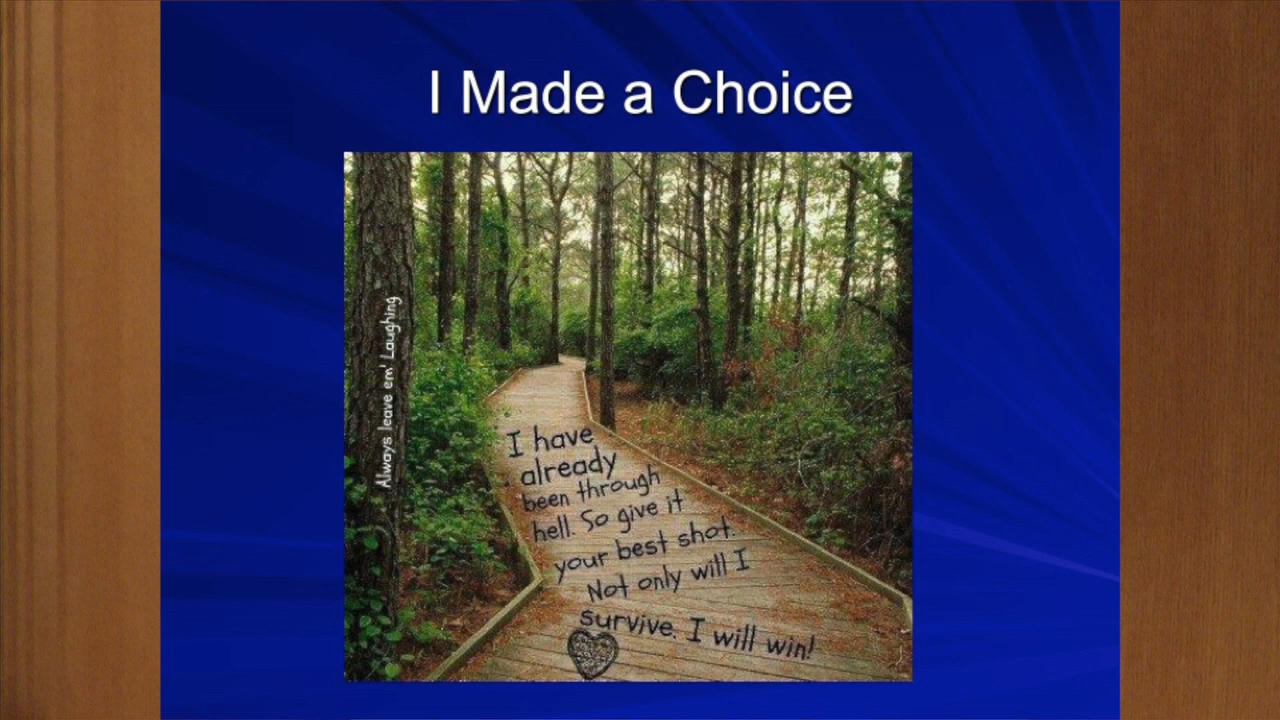 I Made a Choice
Always leave em' Laughing
I have
already
been through
hell. So give it
your best shot.
Not only will I
survive. I will win!